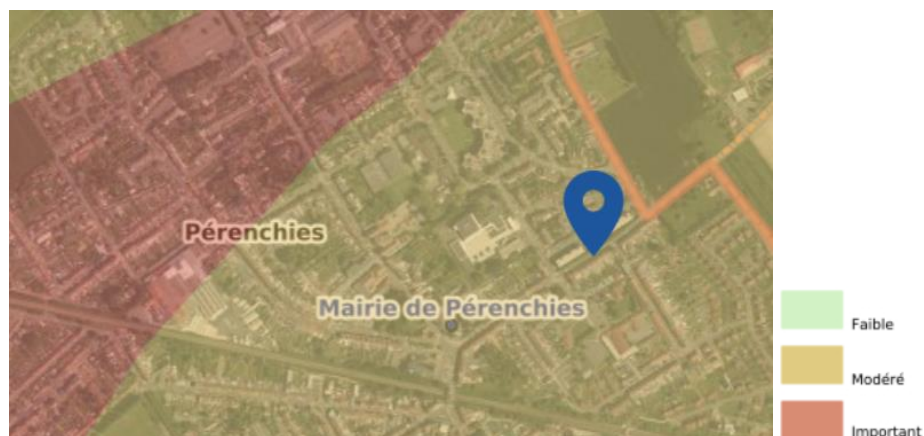 Pérenchies
Mairie de Pérenchies
Faible
Modéré
Important